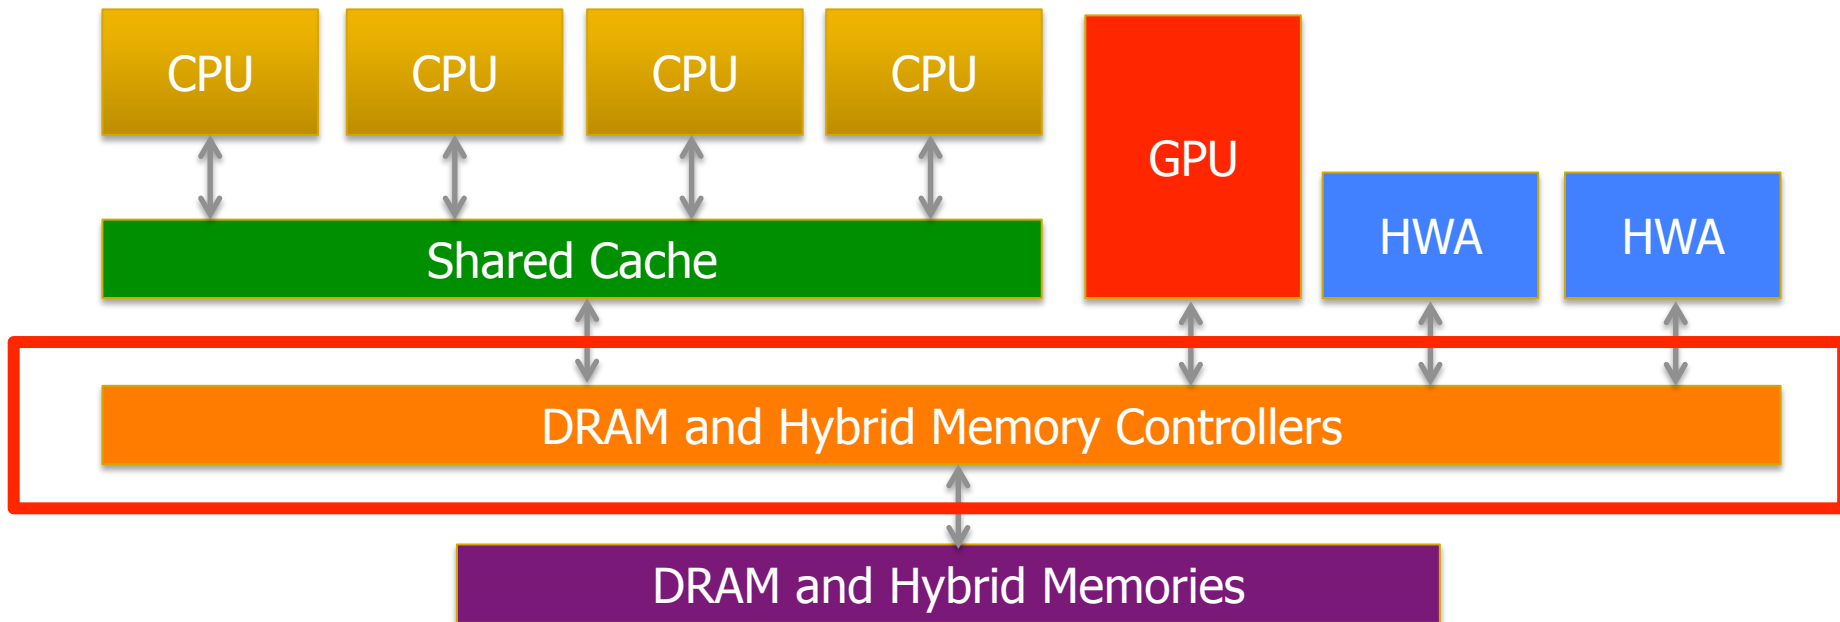 CPU
CPU
CPU
CPU
GPU
HWA
HWA
Shared Cache
DRAM and Hybrid Memory Controllers
DRAM and Hybrid Memories